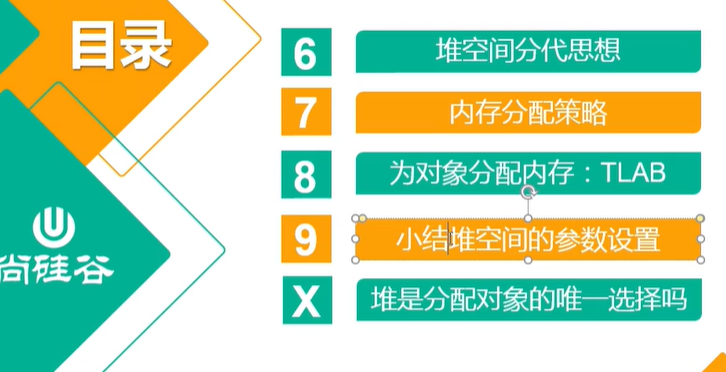 目录
6 堆空间分代思想
7 内存分配策略
8 为对象分配内存：TLAB
9 小结堆空间的参数设置
X 堆是分配对象的唯一选择吗
尚硅谷